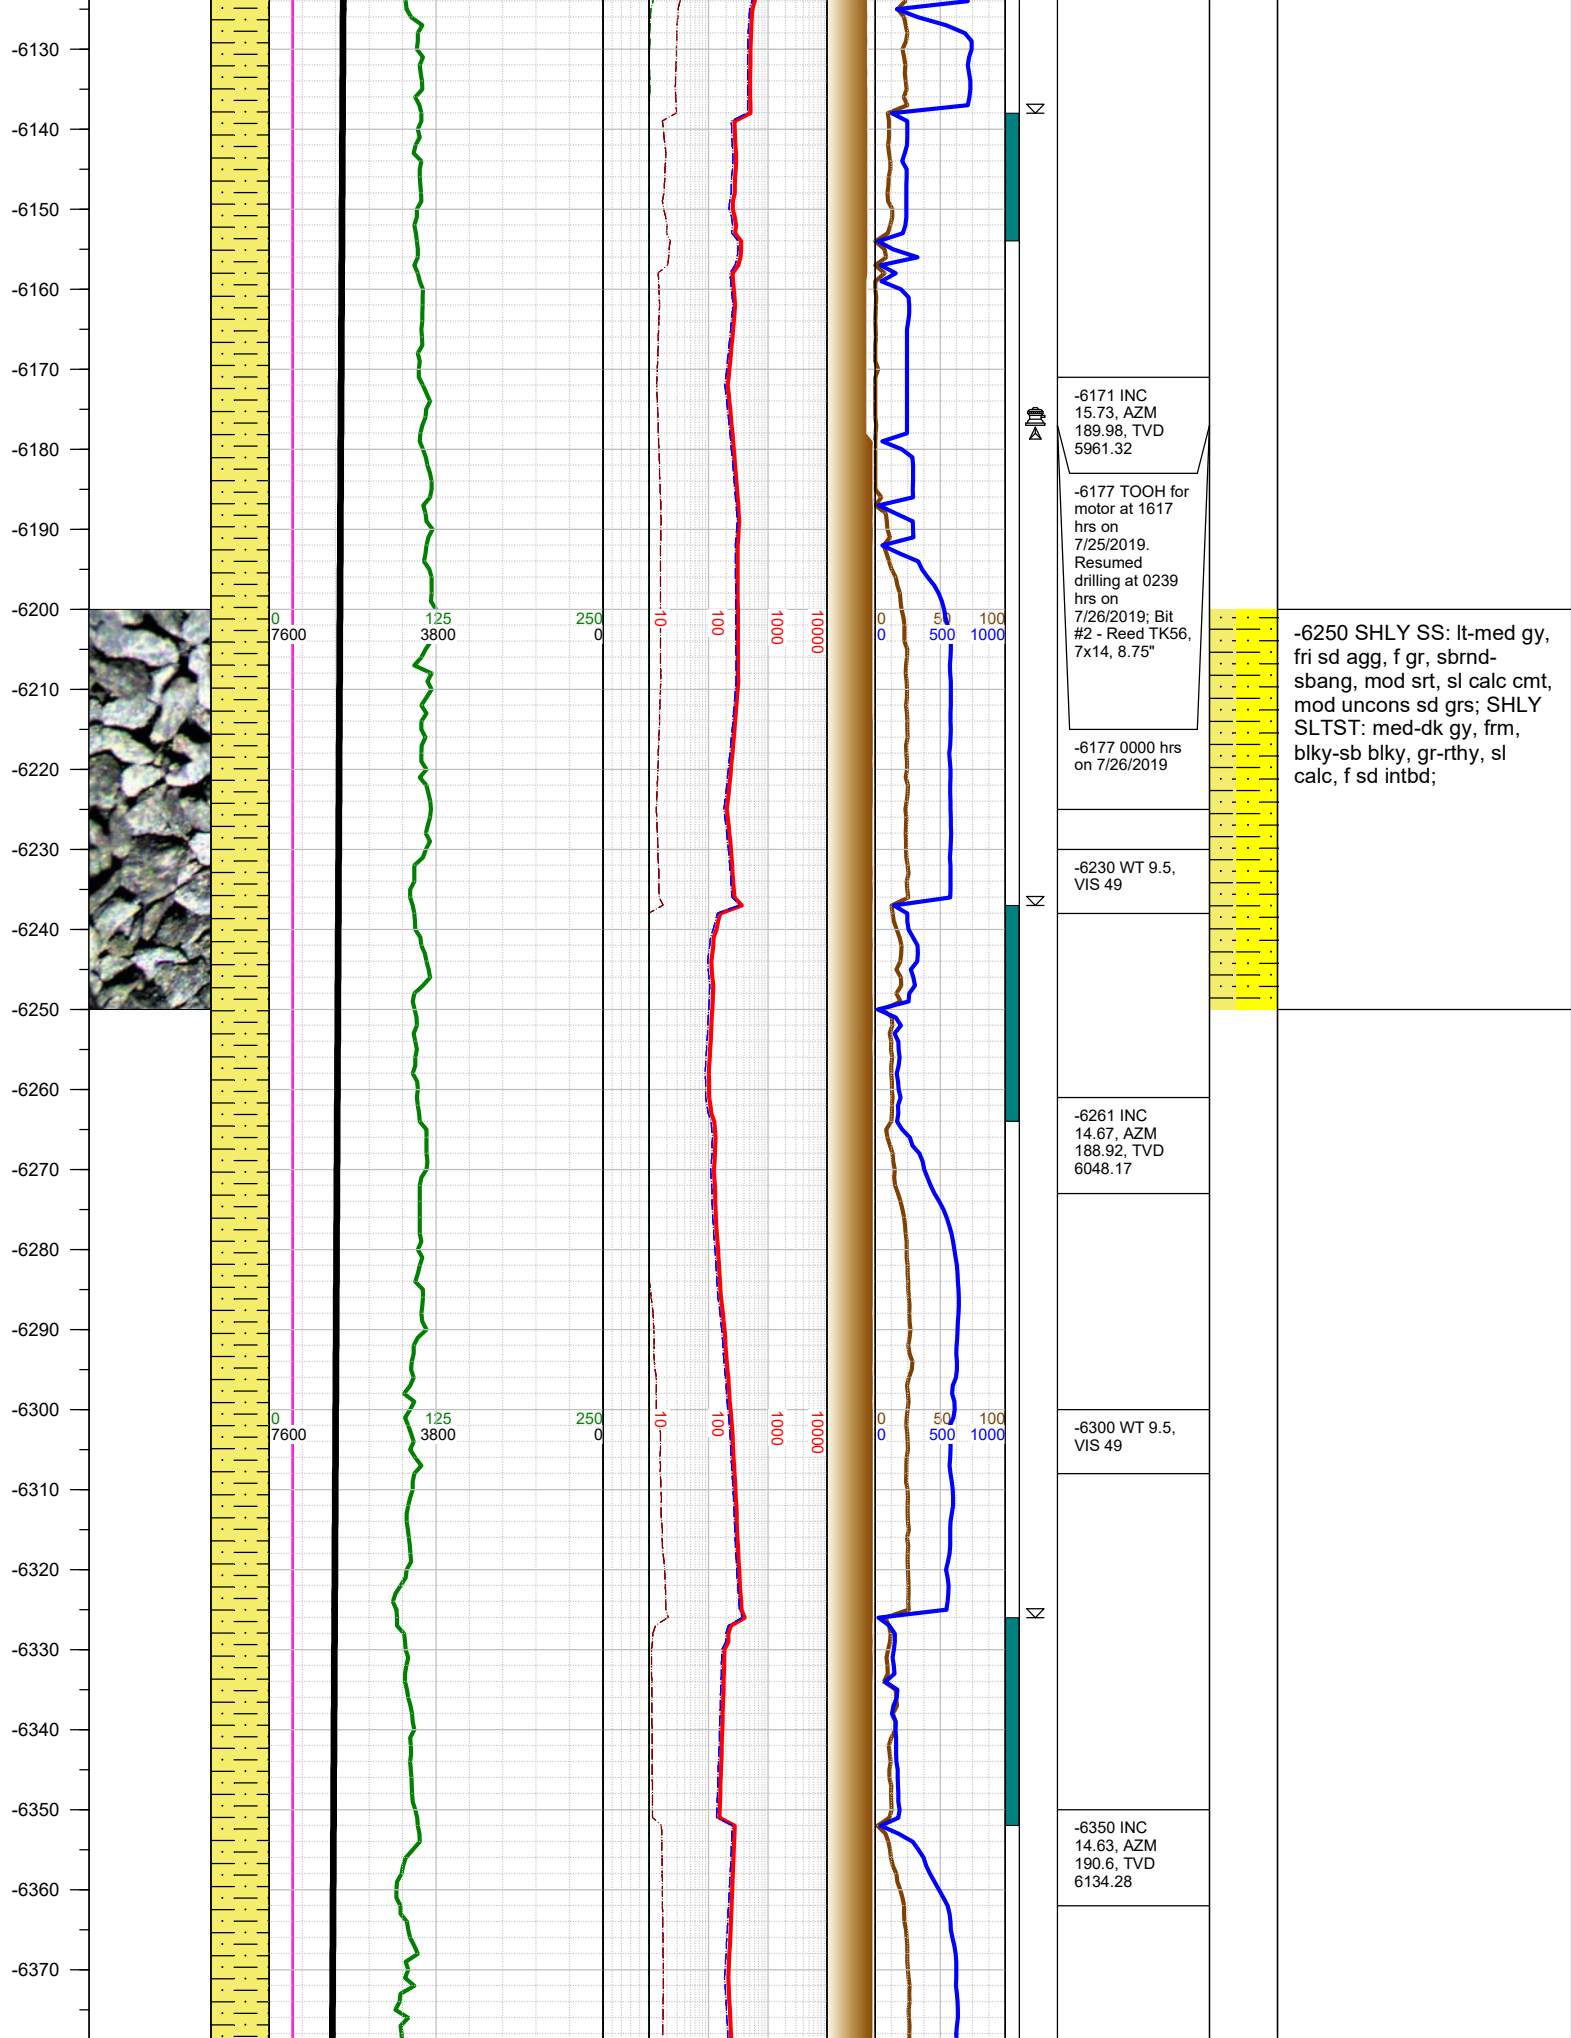 -6130
-6140
-6150
-6160
-6170
-6171 INC
15.73, AZM
189.98, TVD
5961.32
-6180
-6177 TOOH for
motor at 1617
hrs on
7/25/2019.
Resumed
drilling at 0239
hrs on
7/26/2019; Bit
#2 - Reed TK56,
7x14, 8.75"
-6190
-6200
0 125 250
7600 3800 0
10 100 1000 10000
0 50 100
0 500 1000
-6250 SHLY SS: lt-med gy,
fri sd agg, f gr, sbrnd-
sbang, mod srt, sl calc cmt,
mod uncons sd grs; SHLY
SLTST: med-dk gy, frm,
blky-sb blky, gr-rthy, sl
calc, f sd intbd;
-6210
-6177 0000 hrs
on 7/26/2019
-6220
-6230
-6230 WT 9.5,
VIS 49
-6240
-6250
-6260
-6261 INC
14.67, AZM
188.92, TVD
6048.17
-6270
-6280
-6290
-6300
0 125 250
7600 3800 0
10 100 1000 10000
0 50 100
0 500 1000
-6300 WT 9.5,
VIS 49
-6310
-6320
-6330
-6340
-6350
-6350 INC
14.63, AZM
190.6, TVD
6134.28
-6360
-6370